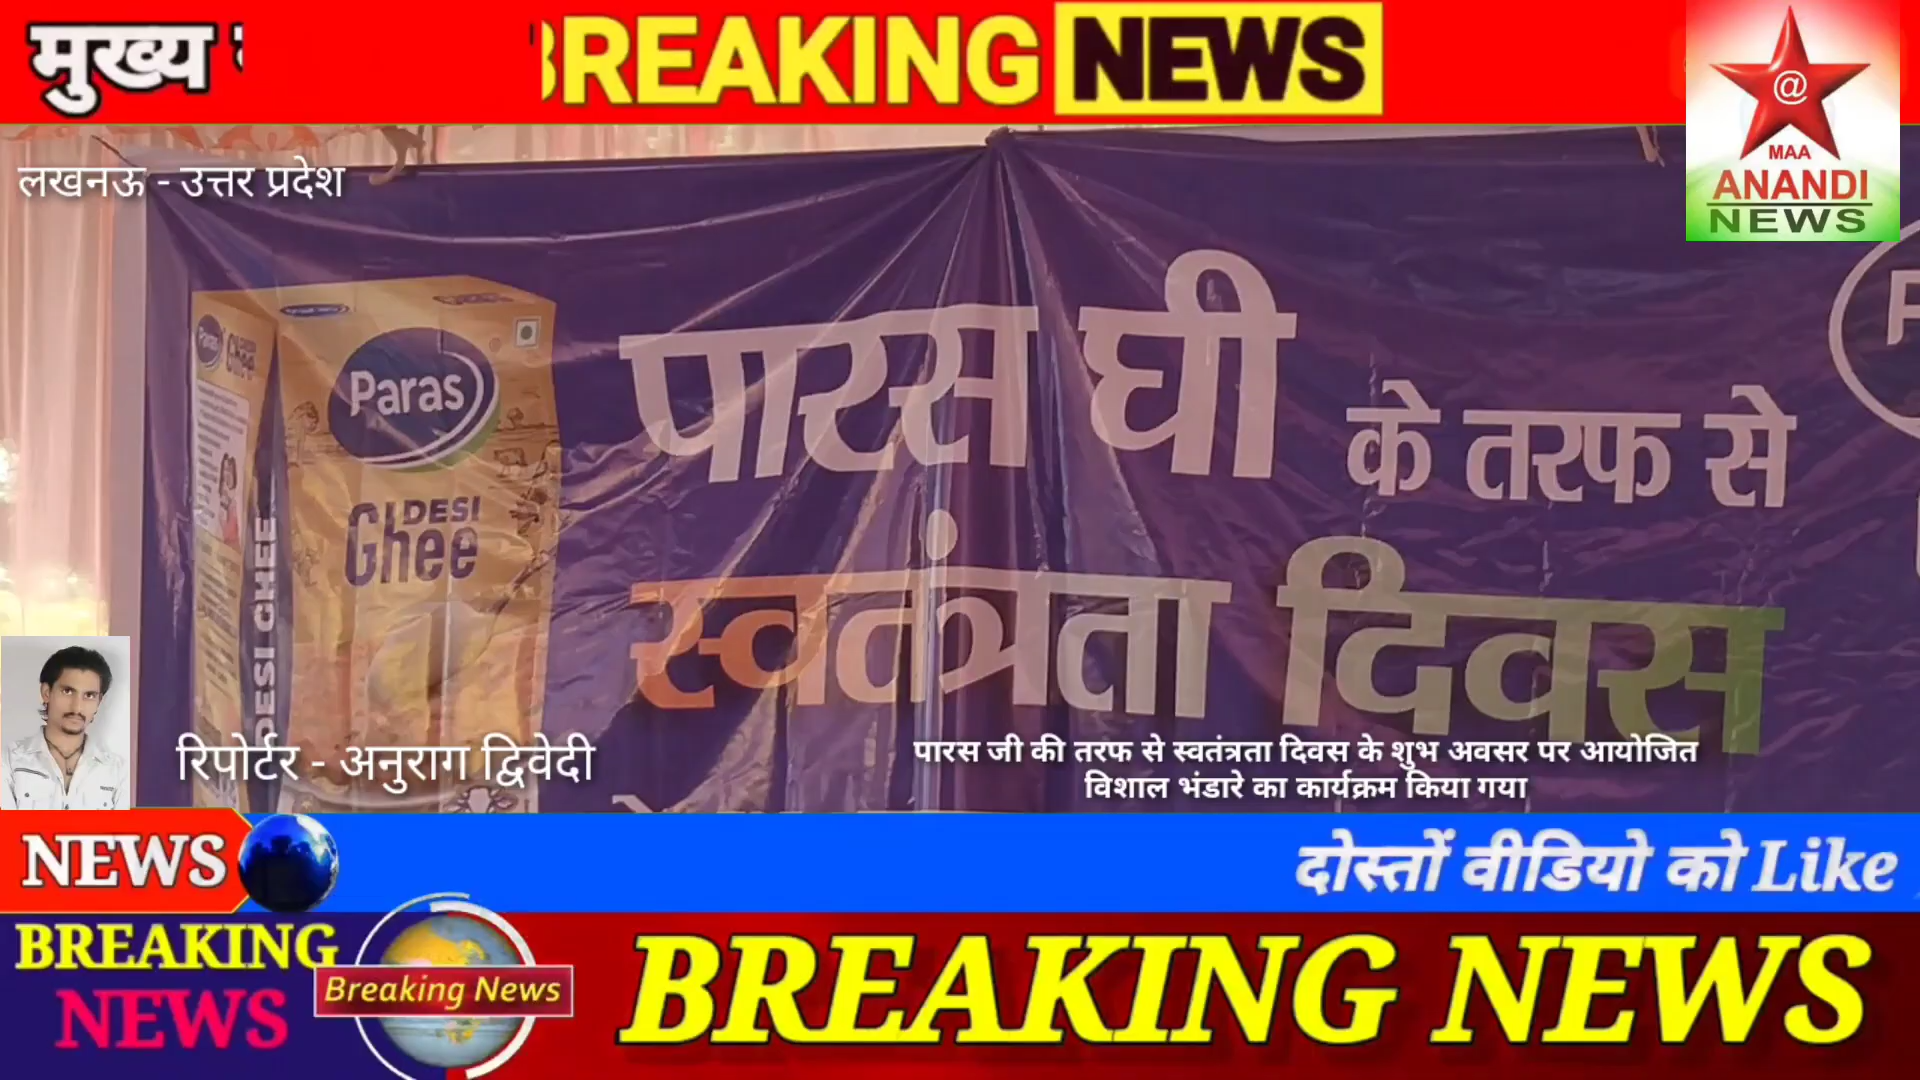 मुख्य
BREAKING NEWS
@
MAA
ANANDI
NEWS
लखनऊ - उत्तर प्रदेश
पारस घी के तरफ से
स्वतंत्रता दिवस
Paras
DESI
Ghee
Paras
Ghee
DESI GHEE
रिपोर्टर - अनुराग द्विवेदी
पारस जी की तरफ से स्वतंत्रता दिवस के शुभ अवसर पर आयोजित
विशाल भंडारे का कार्यक्रम किया गया
NEWS
दोस्तों वीडियो को Like
BREAKING
NEWS
Breaking News
BREAKING NEWS